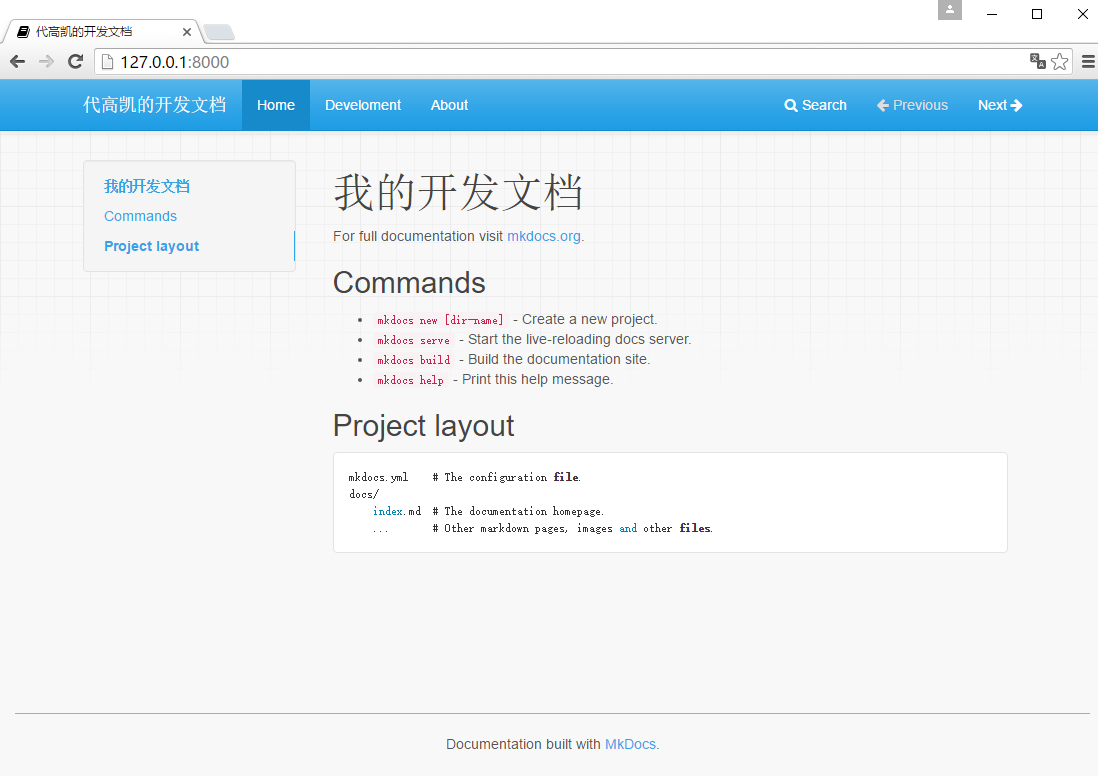 代高凯的开发文档
127.0.0.1:8000
代高凯的开发文档 Home Develoment About Search Previous Next
我的开发文档
Commands
Project layout
我的开发文档
For full documentation visit mkdocs.org.
Commands
mkdocs new [dir-name] - Create a new project.
mkdocs serve - Start the live-reloading docs server.
mkdocs build - Build the documentation site.
mkdocs help - Print this help message.
Project layout
mkdocs.yml    # The configuration file.
docs/
    index.md  # The documentation homepage.
    ...       # Other markdown pages, images and other files.
Documentation built with MkDocs.